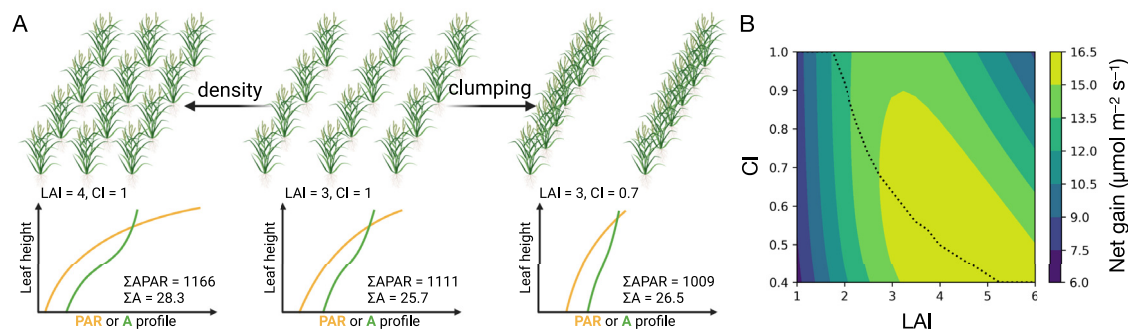 A
density
clumping
LAI = 4, CI = 1
Leaf height
ΣAPAR = 1166
ΣA = 28.3
PAR or A profile
LAI = 3, CI = 1
Leaf height
ΣAPAR = 1111
ΣA = 25.7
PAR or A profile
LAI = 3, CI = 0.7
Leaf height
ΣAPAR = 1009
ΣA = 26.5
PAR or A profile
B
CI
1.0
0.9
0.8
0.7
0.6
0.5
0.4
1 2 3 4 5 6
LAI
16.5
15.0
13.5
12.0
10.5
9.0
7.5
6.0
Net gain (μmol m⁻² s⁻¹)